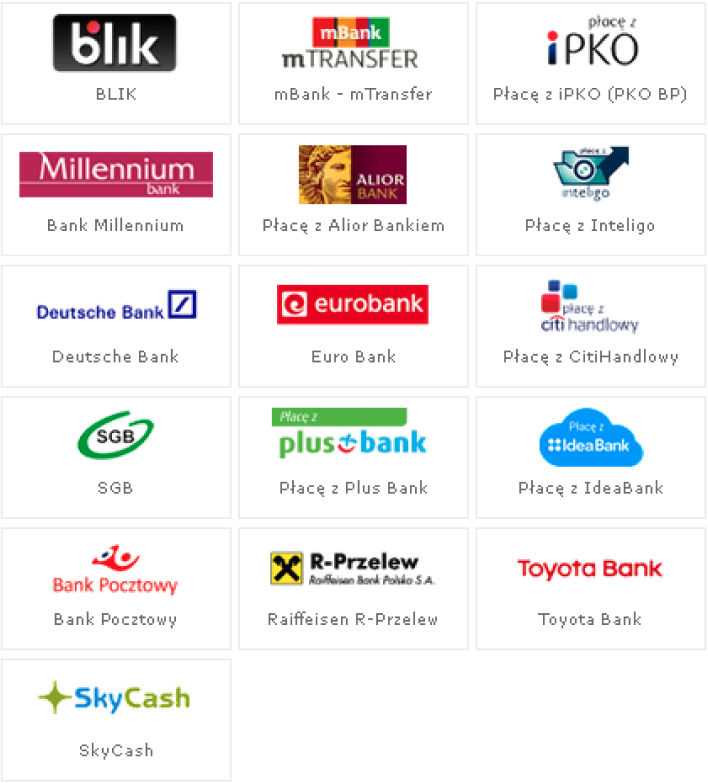 blik
BLIK
mBank
mTRANSFER
mBank - mTransfer
płacę z
iPKO
Płacę z iPKO (PKO BP)
Millennium
bank
Bank Millennium
ALIOR
BANK
Płacę z Alior Bankiem
płacę z
inteligo
Płacę z Inteligo
Deutsche Bank
Deutsche Bank
eurobank
Euro Bank
płacę z
citi handlowy
Płacę z CitiHandlowy
SGB
SGB
Płacę z
plus bank
Płacę z Plus Bank
Płacę z
IdeaBank
Płacę z IdeaBank
Bank Pocztowy
Bank Pocztowy
R-Przelew
Raiffeisen Bank Polska S.A.
Raiffeisen R-Przelew
Toyota Bank
Toyota Bank
SkyCash
SkyCash